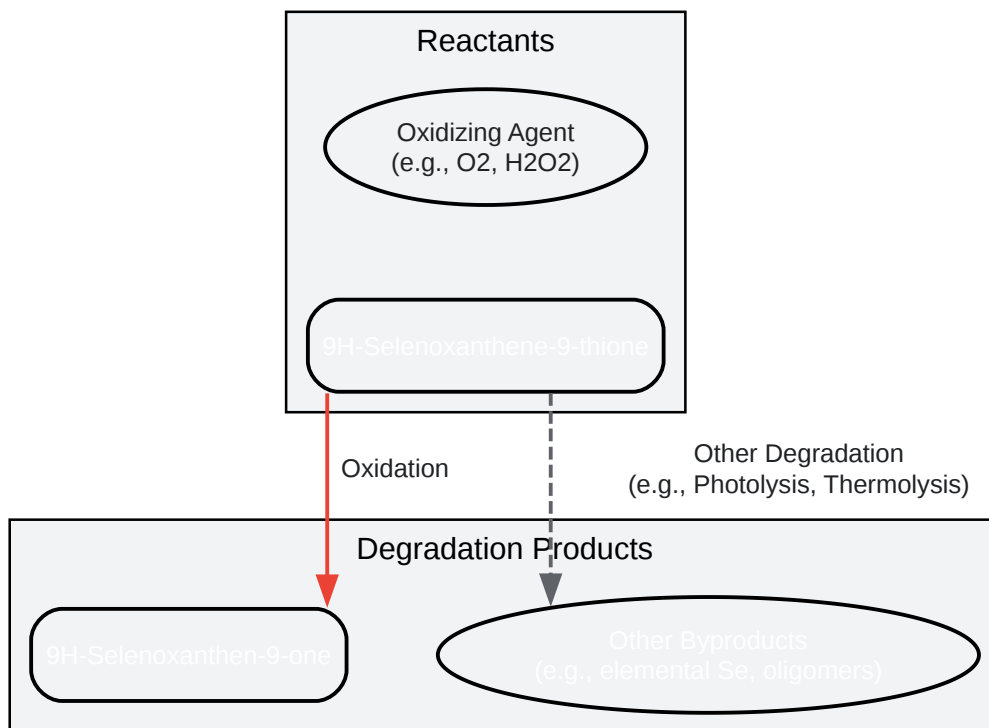 Reactants
Oxidizing Agent
(e.g., O2, H2O2)
9H-Selenoxanthene-9-thione
Oxidation
Other Degradation
(e.g., Photolysis, Thermolysis)
Degradation Products
9H-Selenoxanthen-9-one
Other Byproducts
(e.g., elemental Se, oligomers)